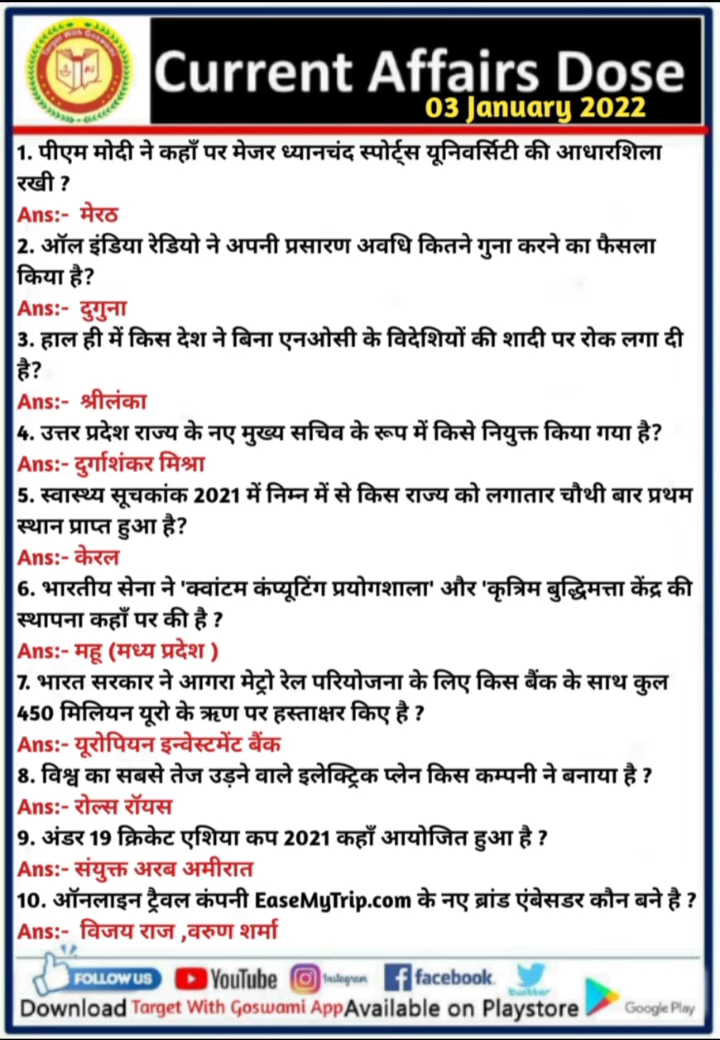 Target With Goswami
Current Affairs Dose
03 January 2022
1. पीएम मोदी ने कहाँ पर मेजर ध्यानचंद स्पोर्ट्स यूनिवर्सिटी की आधारशिला
रखी ?
Ans:- मेरठ
2. ऑल इंडिया रेडियो ने अपनी प्रसारण अवधि कितने गुना करने का फैसला
किया है?
Ans:- दुगुना
3. हाल ही में किस देश ने बिना एनओसी के विदेशियों की शादी पर रोक लगा दी
है?
Ans:- श्रीलंका
4. उत्तर प्रदेश राज्य के नए मुख्य सचिव के रूप में किसे नियुक्त किया गया है?
Ans:- दुर्गाशंकर मिश्रा
5. स्वास्थ्य सूचकांक 2021 में निम्न में से किस राज्य को लगातार चौथी बार प्रथम
स्थान प्राप्त हुआ है?
Ans:- केरल
6. भारतीय सेना ने 'क्वांटम कंप्यूटिंग प्रयोगशाला' और 'कृत्रिम बुद्धिमत्ता केंद्र की
स्थापना कहाँ पर की है ?
Ans:- महू (मध्य प्रदेश )
7. भारत सरकार ने आगरा मेट्रो रेल परियोजना के लिए किस बैंक के साथ कुल
450 मिलियन यूरो के ऋण पर हस्ताक्षर किए है ?
Ans:- यूरोपियन इन्वेस्टमेंट बैंक
8. विश्व का सबसे तेज उड़ने वाले इलेक्ट्रिक प्लेन किस कम्पनी ने बनाया है ?
Ans:- रोल्स रॉयस
9. अंडर 19 क्रिकेट एशिया कप 2021 कहाँ आयोजित हुआ है ?
Ans:- संयुक्त अरब अमीरात
10. ऑनलाइन ट्रैवल कंपनी EaseMyTrip.com के नए ब्रांड एंबेसडर कौन बने है ?
Ans:- विजय राज ,वरुण शर्मा
FOLLOW US YouTube Instagram facebook twitter
Download Target With Goswami App Available on Playstore Google Play